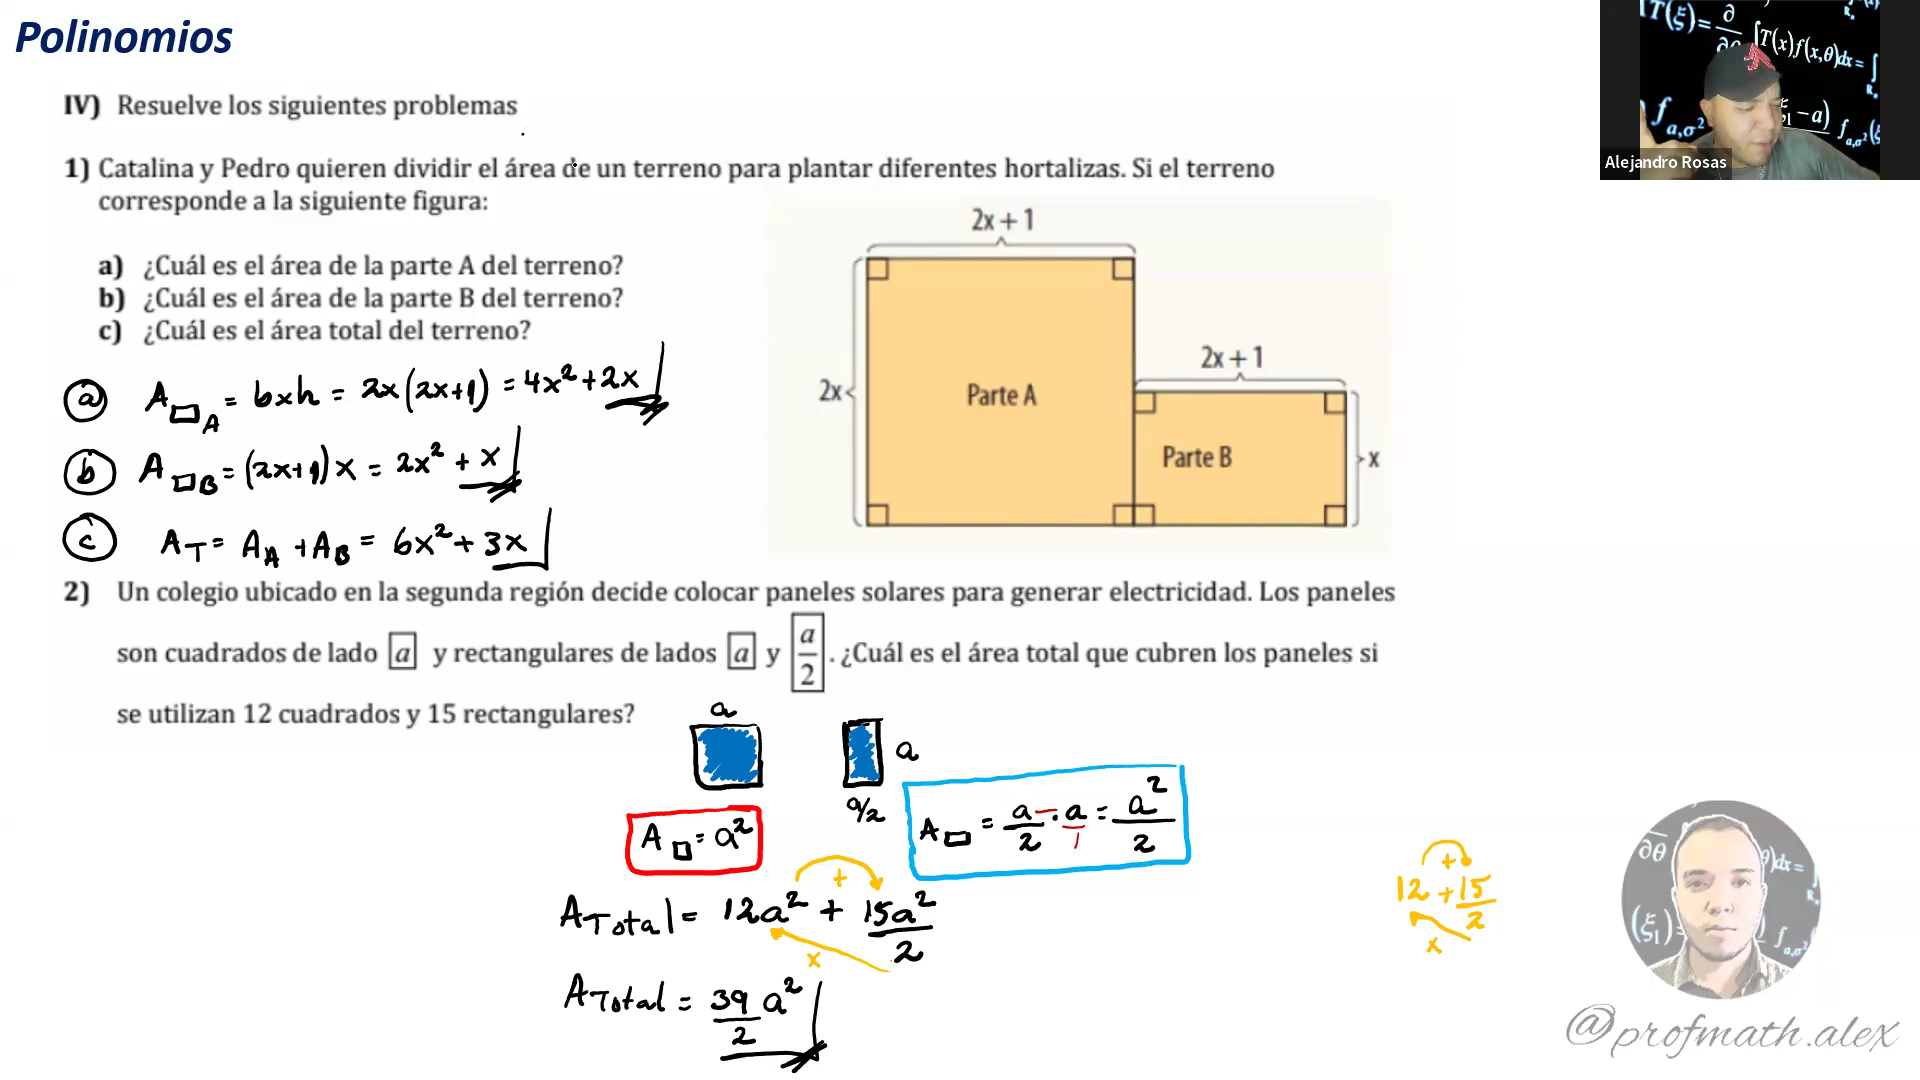 Polinomios
IV) Resuelve los siguientes problemas
1) Catalina y Pedro quieren dividir el área de un terreno para plantar diferentes hortalizas. Si el terreno
corresponde a la siguiente figura:
a) ¿Cuál es el área de la parte A del terreno?
b) ¿Cuál es el área de la parte B del terreno?
c) ¿Cuál es el área total del terreno?
2x + 1
2x
Parte A
2x + 1
Parte B
x
a A□A = bxh = 2x(2x+1) = 4x² + 2x
b A□B = (2x+1)x = 2x² + x
c AT = AA + AB = 6x² + 3x
2) Un colegio ubicado en la segunda región decide colocar paneles solares para generar electricidad. Los paneles
son cuadrados de lado a y rectangulares de lados a y a/2. ¿Cuál es el área total que cubren los paneles si
se utilizan 12 cuadrados y 15 rectangulares?
a
a
a/2
A□ = a²
A▭ = a/2 · a/1 = a²/2
ATotal = 12a² + 15a²/2
+
x
ATotal = 39/2 a²
+
12 + 15/2
x
Alejandro Rosas
@profmath.alex